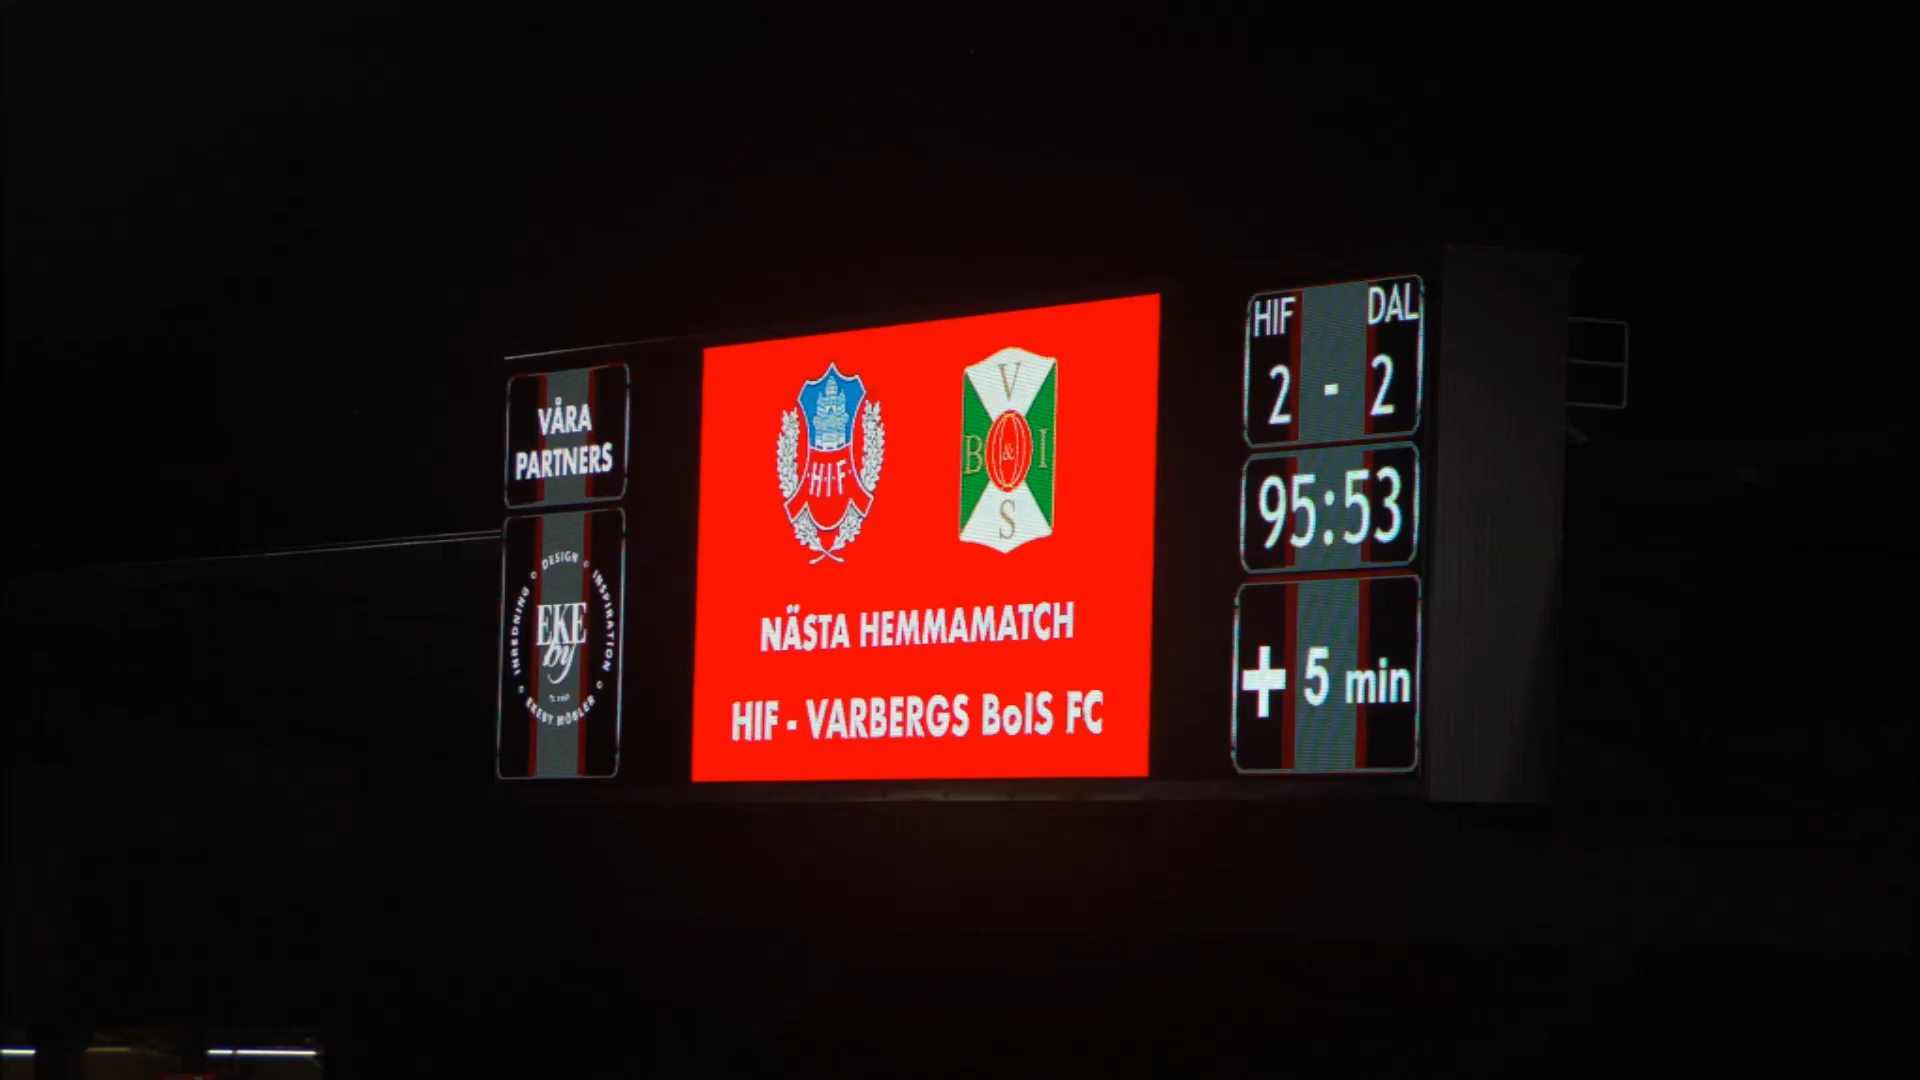 VÅRA
PARTNERS
DESIGN
INSPIRATION
INREDNING
EKE
by
EKEBY MÖBLER
H·I·F
V
B & I
S
NÄSTA HEMMAMATCH
HIF - VARBERGS BoIS FC
HIF DAL
2 - 2
95:53
+ 5 min